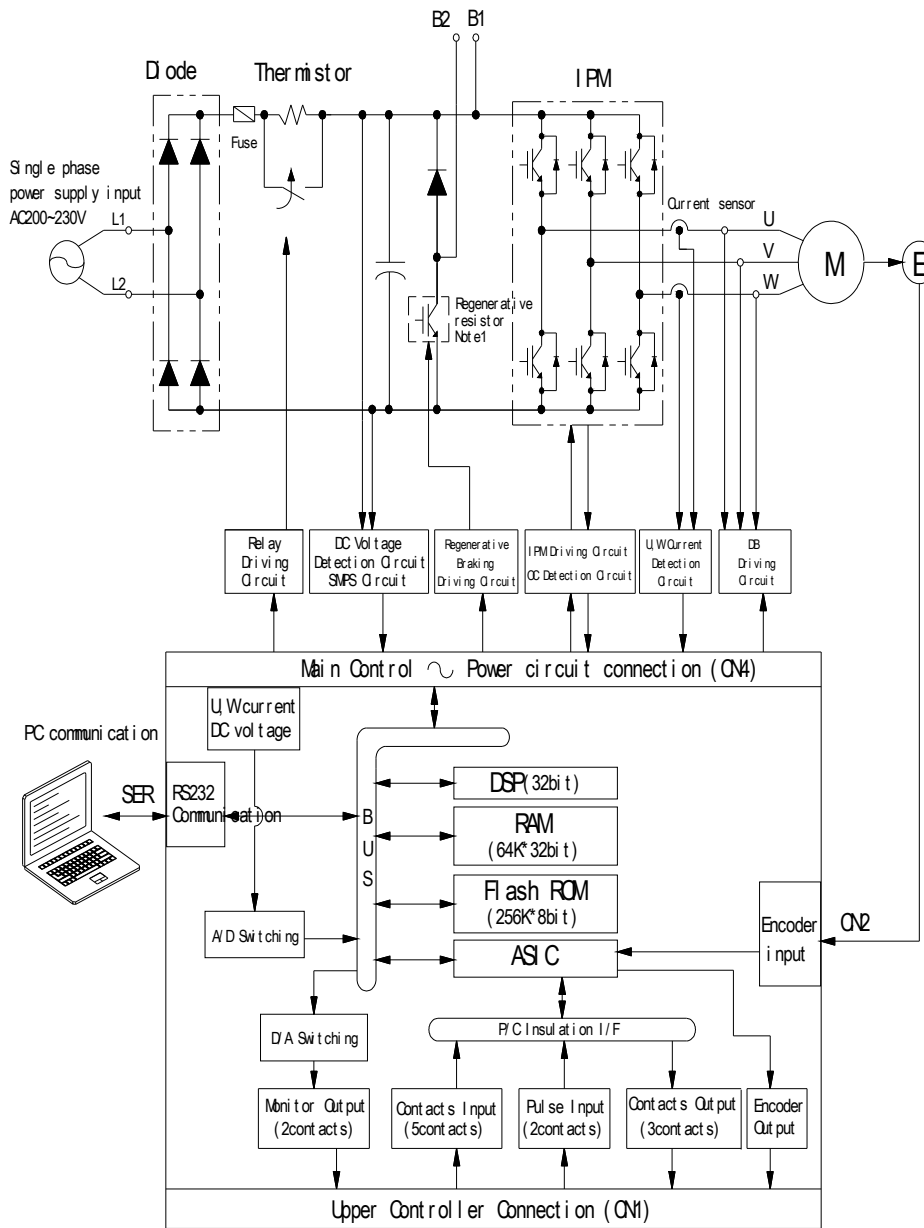 B2 B1
Diode
Thermistor
IPM
Fuse
Single phase
power supply input
AC200~230V
L1
L2
Current sensor
U
V
W
M
E
Regenerative
resistor
Note1
Relay
Driving
Circuit
DC Voltage
Detection Circuit
SMPS Circuit
Regenerative
Braking
Driving Circuit
IPM Driving Circuit
OC Detection Circuit
U,W Current
Detection
Circuit
DB
Driving
Circuit
Main Control ～ Power circuit connection (CN4)
U,W current
DC voltage
PC communication
SER
RS232
Communication
B
U
S
DSP(32bit)
RAM
(64K*32bit)
Flash ROM
(256K*8bit)
ASIC
Encoder
input
CN2
A/D Switching
D/A Switching
P/C Insulation I/F
Monitor Output
(2contacts)
Contacts Input
(5contacts)
Pulse Input
(2contacts)
Contacts Output
(3contacts)
Encoder
Output
Upper Controller Connection (CN1)